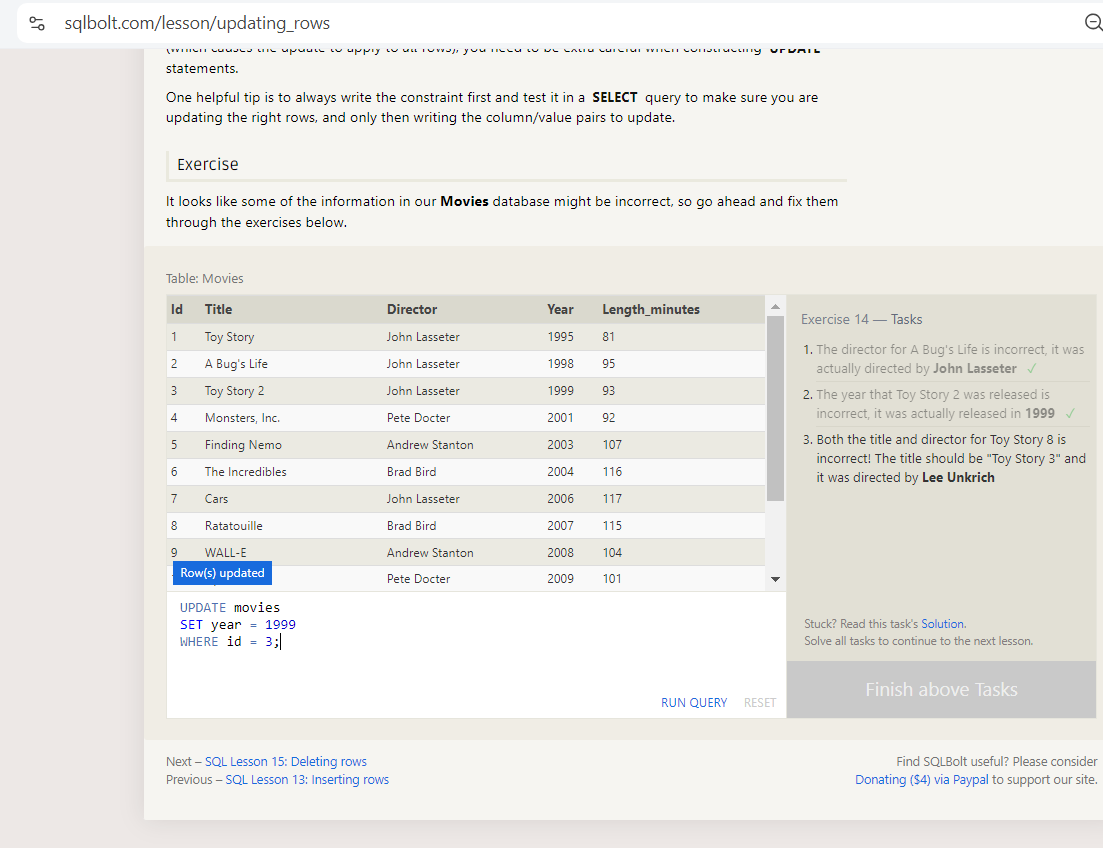 sqlbolt.com/lesson/updating_rows
(which causes the update to apply to all rows), you need to be extra careful when constructing UPDATE
statements.
One helpful tip is to always write the constraint first and test it in a SELECT query to make sure you are
updating the right rows, and only then writing the column/value pairs to update.
Exercise
It looks like some of the information in our Movies database might be incorrect, so go ahead and fix them
through the exercises below.
Table: Movies
Id Title Director Year Length_minutes
1 Toy Story John Lasseter 1995 81
2 A Bug's Life John Lasseter 1998 95
3 Toy Story 2 John Lasseter 1999 93
4 Monsters, Inc. Pete Docter 2001 92
5 Finding Nemo Andrew Stanton 2003 107
6 The Incredibles Brad Bird 2004 116
7 Cars John Lasseter 2006 117
8 Ratatouille Brad Bird 2007 115
9 WALL-E Andrew Stanton 2008 104
Pete Docter 2009 101
Row(s) updated
UPDATE movies
SET year = 1999
WHERE id = 3;
RUN QUERY RESET
Exercise 14 — Tasks
1. The director for A Bug's Life is incorrect, it was
actually directed by John Lasseter ✓
2. The year that Toy Story 2 was released is
incorrect, it was actually released in 1999 ✓
3. Both the title and director for Toy Story 8 is
incorrect! The title should be "Toy Story 3" and
it was directed by Lee Unkrich
Stuck? Read this task's Solution.
Solve all tasks to continue to the next lesson.
Finish above Tasks
Next – SQL Lesson 15: Deleting rows
Previous – SQL Lesson 13: Inserting rows
Find SQLBolt useful? Please consider
Donating ($4) via Paypal to support our site.